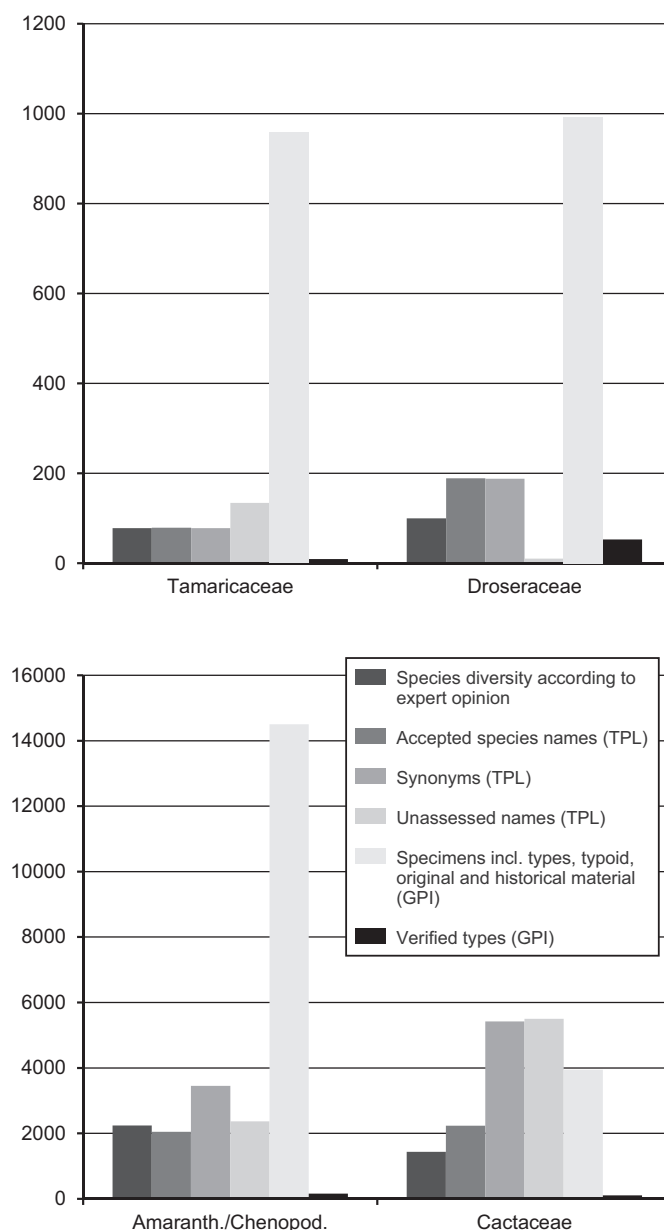 1200
1000
800
600
400
200
0
Tamaricaceae Droseraceae
16000
14000
12000
10000
8000
6000
4000
2000
0
Species diversity according to
expert opinion
Accepted species names (TPL)
Synonyms (TPL)
Unassessed names (TPL)
Specimens incl. types, typoid,
original and historical material
(GPI)
Verified types (GPI)
Amaranth./Chenopod. Cactaceae